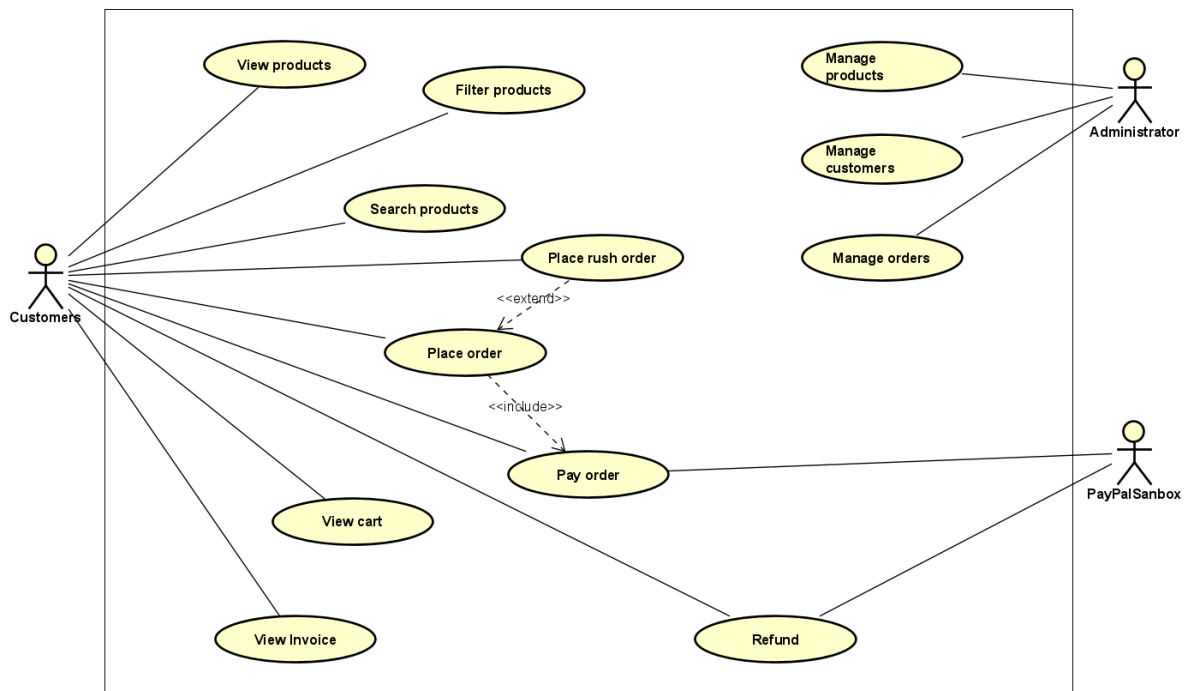 View products
Filter products
Manage
products
Administrator
Manage
customers
Search products
Place rush order
Manage orders
<<extend>>
Customers
Place order
<<include>>
Pay order
PayPalSanbox
View cart
View Invoice
Refund